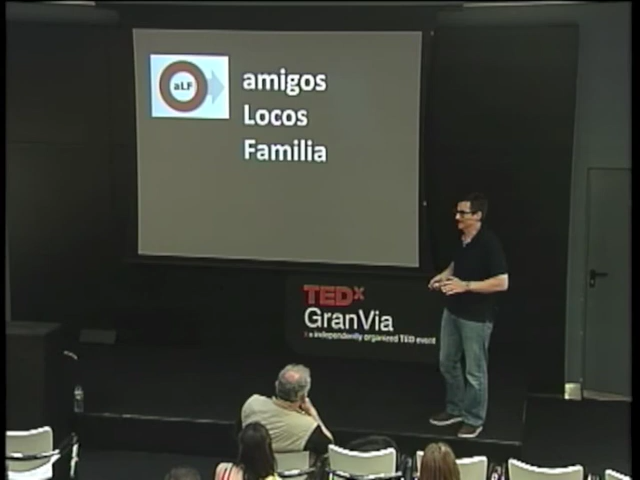 aLF
amigos
Locos
Familia
TEDx
GranVia
x = independently organized TED event